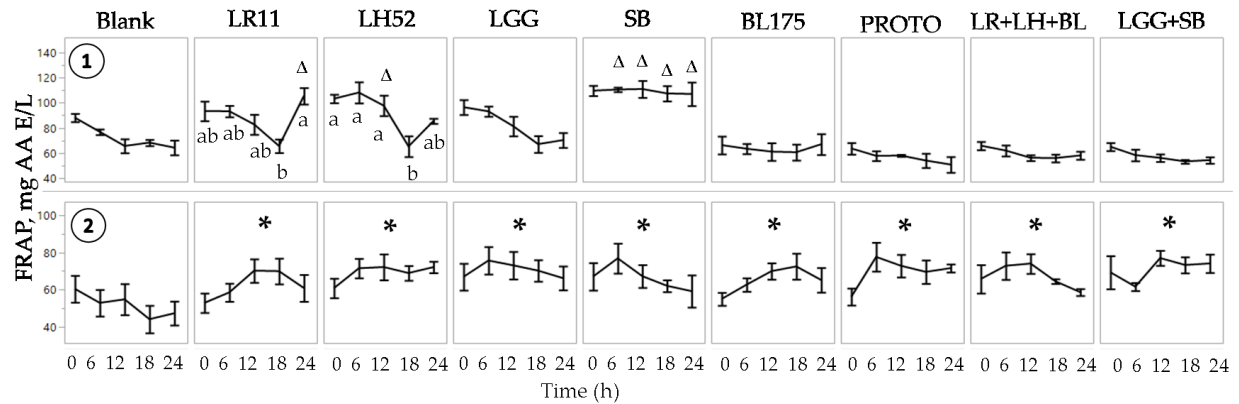 Blank LR11 LH52 LGG SB BL175 PROTO LR+LH+BL LGG+SB
FRAP, mg AA E/L
1
140
120
100
80
60
40
ab ab ab b Δ a
a a Δ a b ab
Δ Δ Δ Δ
2
100
80
60
40
* * * * * * * *
0 6 12 18 24 0 6 12 18 24 0 6 12 18 24 0 6 12 18 24 0 6 12 18 24 0 6 12 18 24 0 6 12 18 24 0 6 12 18 24 0 6 12 18 24
Time (h)